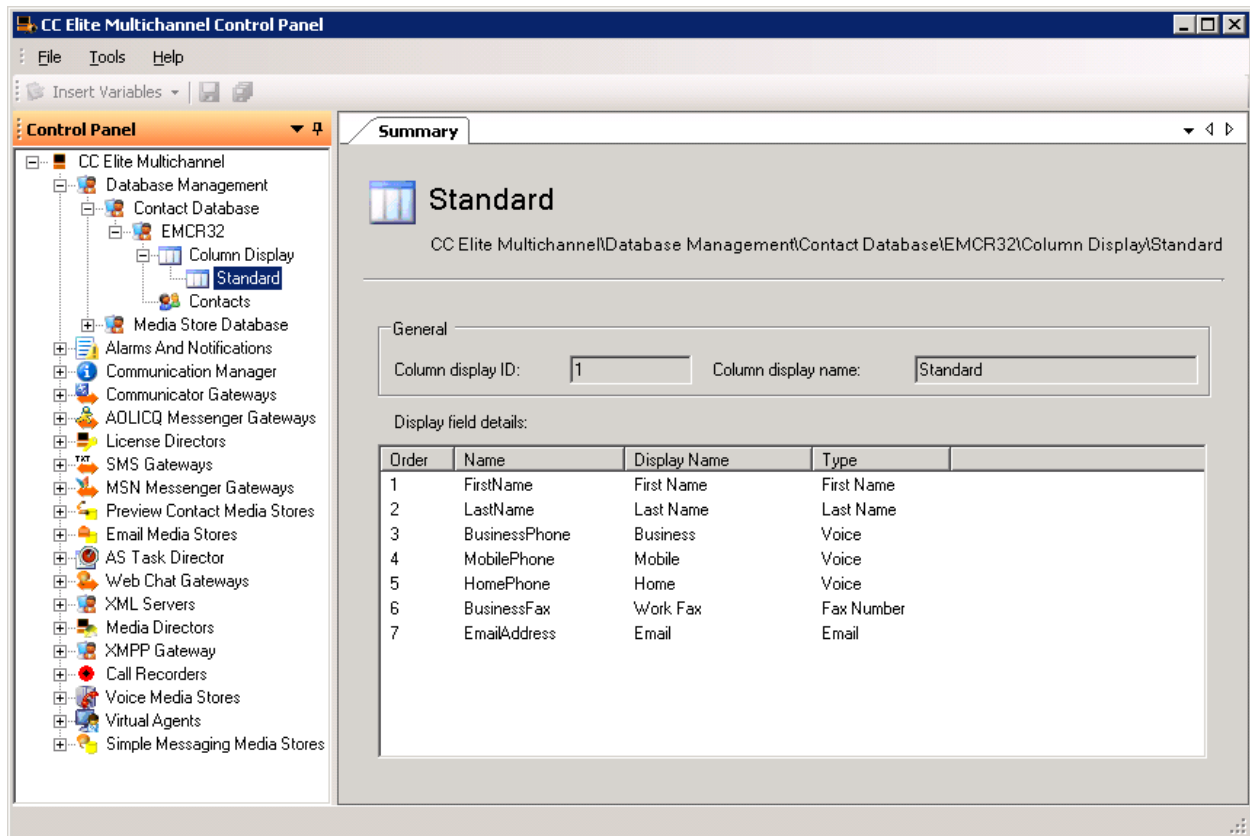 CC Elite Multichannel Control Panel
File Tools Help
Insert Variables
Control Panel
CC Elite Multichannel
Database Management
Contact Database
EMCR32
Column Display
Standard
Contacts
Media Store Database
Alarms And Notifications
Communication Manager
Communicator Gateways
AOLICQ Messenger Gateways
License Directors
TXT SMS Gateways
MSN Messenger Gateways
Preview Contact Media Stores
Email Media Stores
AS Task Director
Web Chat Gateways
XML Servers
Media Directors
XMPP Gateway
Call Recorders
Voice Media Stores
Virtual Agents
Simple Messaging Media Stores
Summary
Standard
CC Elite Multichannel\Database Management\Contact Database\EMCR32\Column Display\Standard
General
Column display ID: 1 Column display name: Standard
Display field details:
Order Name Display Name Type
1 FirstName First Name First Name
2 LastName Last Name Last Name
3 BusinessPhone Business Voice
4 MobilePhone Mobile Voice
5 HomePhone Home Voice
6 BusinessFax Work Fax Fax Number
7 EmailAddress Email Email